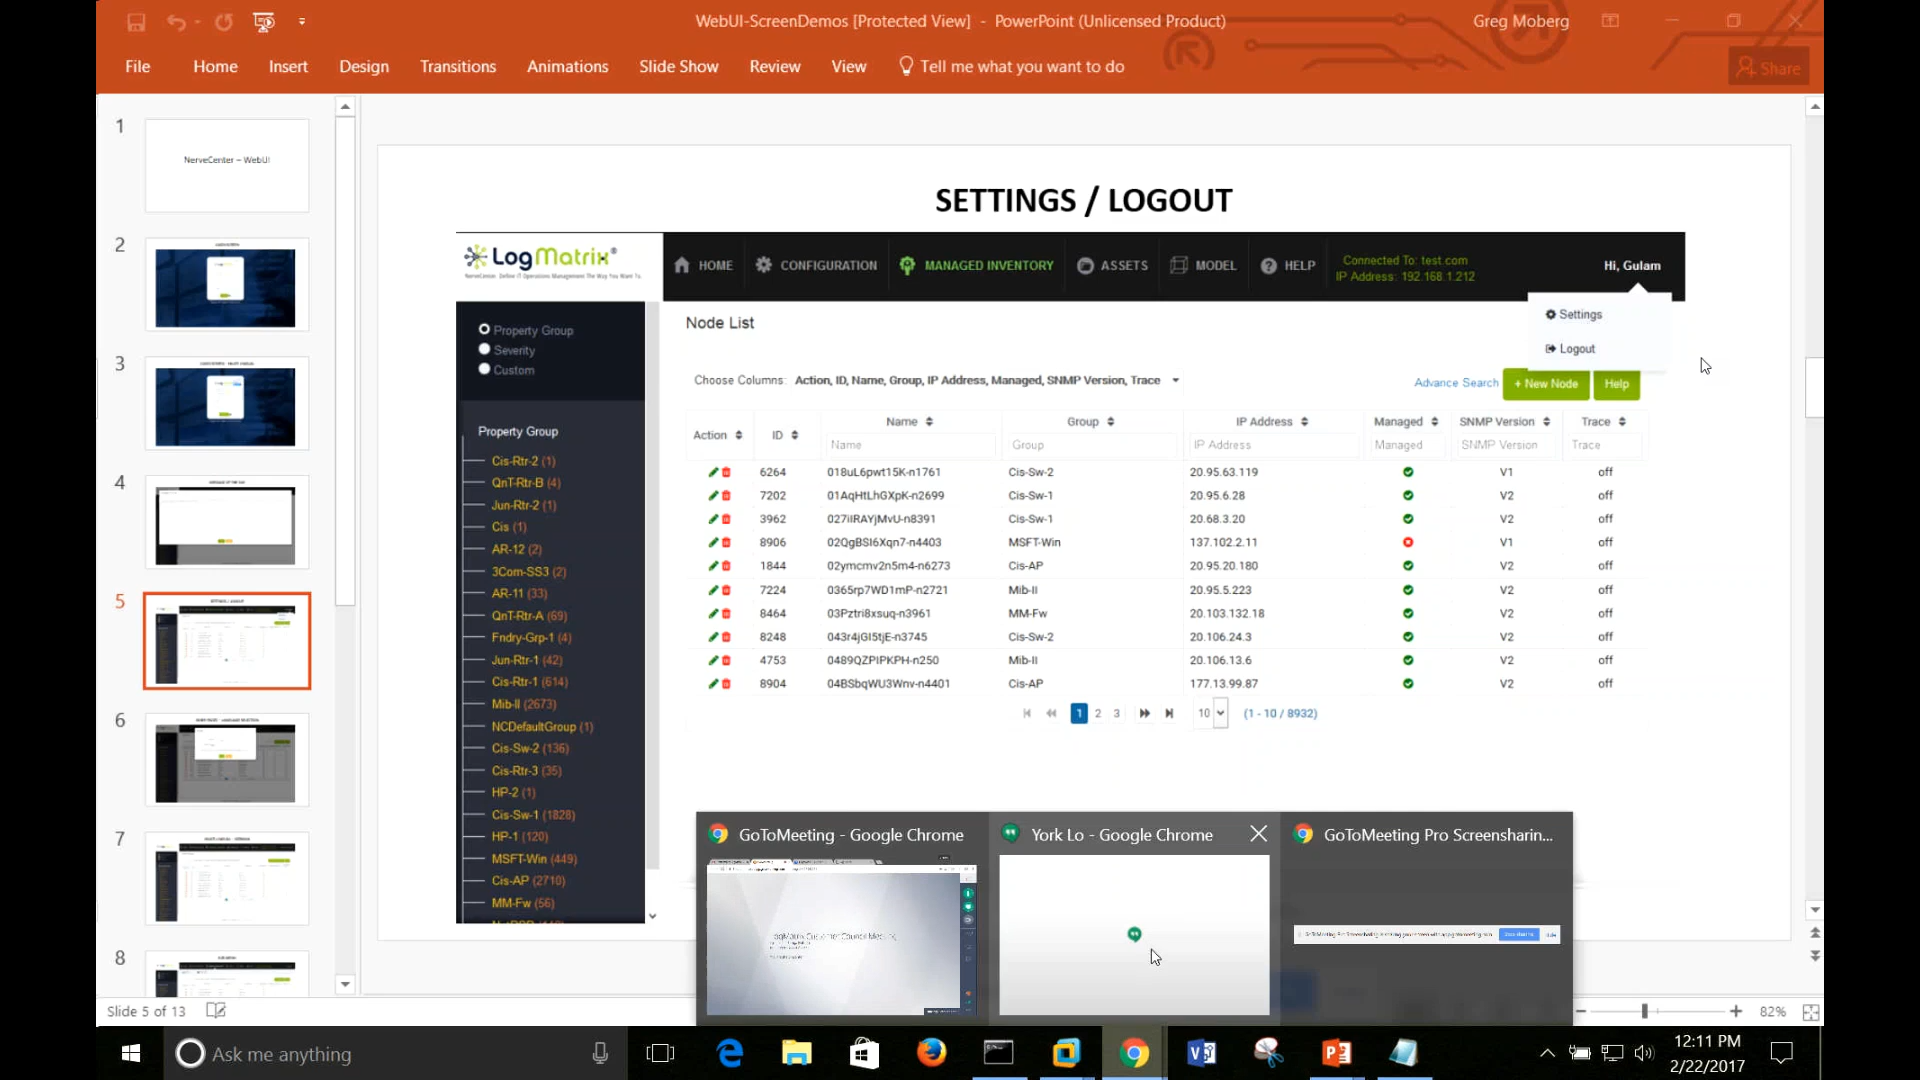 WebUI-ScreenDemos [Protected View] - PowerPoint (Unlicensed Product)
Greg Moberg
File Home Insert Design Transitions Animations Slide Show Review View Tell me what you want to do
Share
1
NerveCenter – WebUI
2
3
4
5
6
7
8
SETTINGS / LOGOUT
LogMatrix®
NerveCenter. Define IT Operations Management The Way You Want To.
HOME CONFIGURATION MANAGED INVENTORY ASSETS MODEL HELP
Connected To: test.com
IP Address: 192.168.1.212
Hi, Gulam
Settings
Logout
Property Group
Severity
Custom
Property Group
Cis-Rtr-2 (1)
QnT-Rtr-B (4)
Jun-Rtr-2 (1)
Cis (1)
AR-12 (2)
3Com-SS3 (2)
AR-11 (33)
QnT-Rtr-A (69)
Fndry-Grp-1 (4)
Jun-Rtr-1 (42)
Cis-Rtr-1 (614)
Mib-II (2673)
NCDefaultGroup (1)
Cis-Sw-2 (136)
Cis-Rtr-3 (35)
HP-2 (1)
Cis-Sw-1 (1828)
HP-1 (120)
MSFT-Win (449)
Cis-AP (2710)
MM-Fw (56)
Node List
Choose Columns: Action, ID, Name, Group, IP Address, Managed, SNMP Version, Trace
Advance Search + New Node Help
Action ID Name Group IP Address Managed SNMP Version Trace
Name Group IP Address Managed SNMP Version Trace
6264 018uL6pwt15K-n1761 Cis-Sw-2 20.95.63.119 V1 off
7202 01AqHtLhGXpK-n2699 Cis-Sw-1 20.95.6.28 V2 off
3962 027iIRAYjMvU-n8391 Cis-Sw-1 20.68.3.20 V2 off
8906 02QgBSI6Xqn7-n4403 MSFT-Win 137.102.2.11 V1 off
1844 02ymcmv2n5m4-n6273 Cis-AP 20.95.20.180 V2 off
7224 0365rp7WD1mP-n2721 Mib-II 20.95.5.223 V2 off
8464 03Pztri8xsuq-n3961 MM-Fw 20.103.132.18 V2 off
8248 043r4jGI5tjE-n3745 Cis-Sw-2 20.106.24.3 V2 off
4753 0489QZPIPKPH-n250 Mib-II 20.106.13.6 V2 off
8904 04BSbqWU3Wnv-n4401 Cis-AP 177.13.99.87 V2 off
1 2 3 10 (1 - 10 / 8932)
GoToMeeting - Google Chrome
York Lo - Google Chrome
GoToMeeting Pro Screensharin...
LogMatrix Customer Council Meeting
Slide 5 of 13
82%
Ask me anything
12:11 PM
2/22/2017